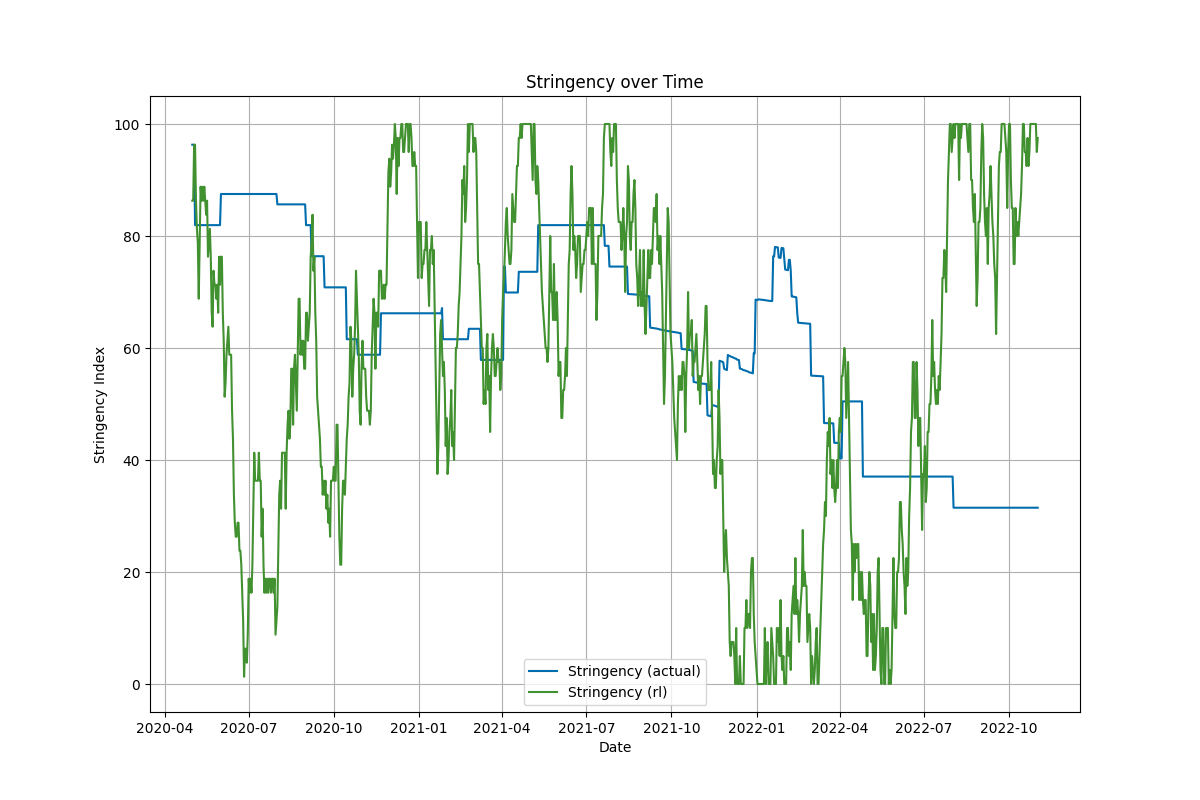 Stringency over Time
Stringency Index
100
80
60
40
20
0
Stringency (actual)
Stringency (rl)
2020-04 2020-07 2020-10 2021-01 2021-04 2021-07 2021-10 2022-01 2022-04 2022-07 2022-10
Date